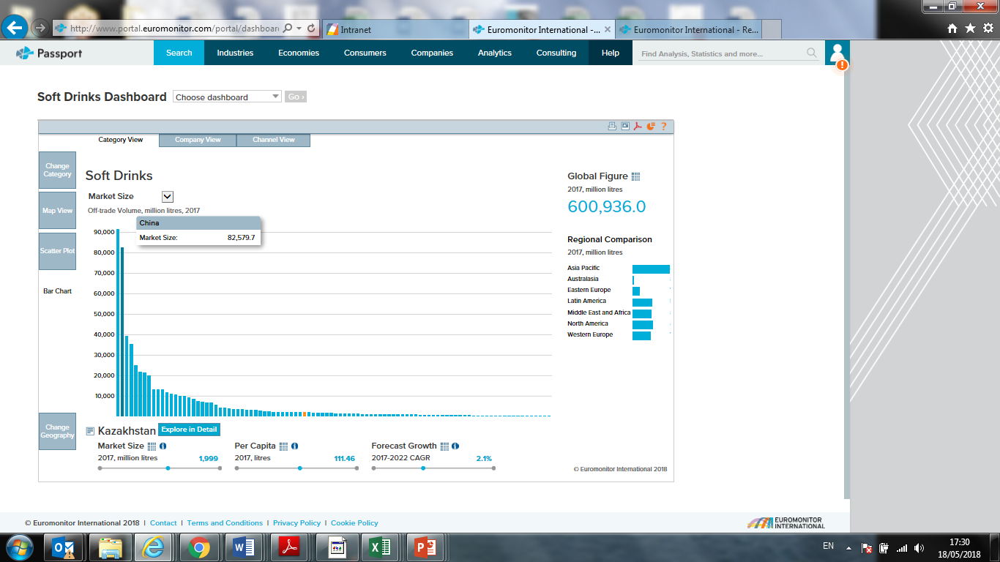 http://www.portal.euromonitor.com/portal/dashboar
Intranet
Euromonitor International -...
Euromonitor International - Re...
Passport
Search
Industries
Economies
Consumers
Companies
Analytics
Consulting
Help
Find Analysis, Statistics and more...
Soft Drinks Dashboard
Choose dashboard
Go ›
Category View
Company View
Channel View
Change
Category
Map View
Scatter Plot
Bar Chart
Change
Geography
Soft Drinks
Market Size
Off-trade Volume, million litres, 2017
China
Market Size: 82,579.7
90,000
80,000
70,000
60,000
50,000
40,000
30,000
20,000
10,000
Global Figure
2017, million litres
600,936.0
Regional Comparison
2017, million litres
Asia Pacific
Australasia
Eastern Europe
Latin America
Middle East and Africa
North America
Western Europe
Kazakhstan
Explore in Detail
Market Size
2017, million litres 1,999
Per Capita
2017, litres 111.46
Forecast Growth
2017-2022 CAGR 2.1%
© Euromonitor International 2018
© Euromonitor International 2018 | Contact | Terms and Conditions | Privacy Policy | Cookie Policy
EUROMONITOR
INTERNATIONAL
EN
17:30
18/05/2018